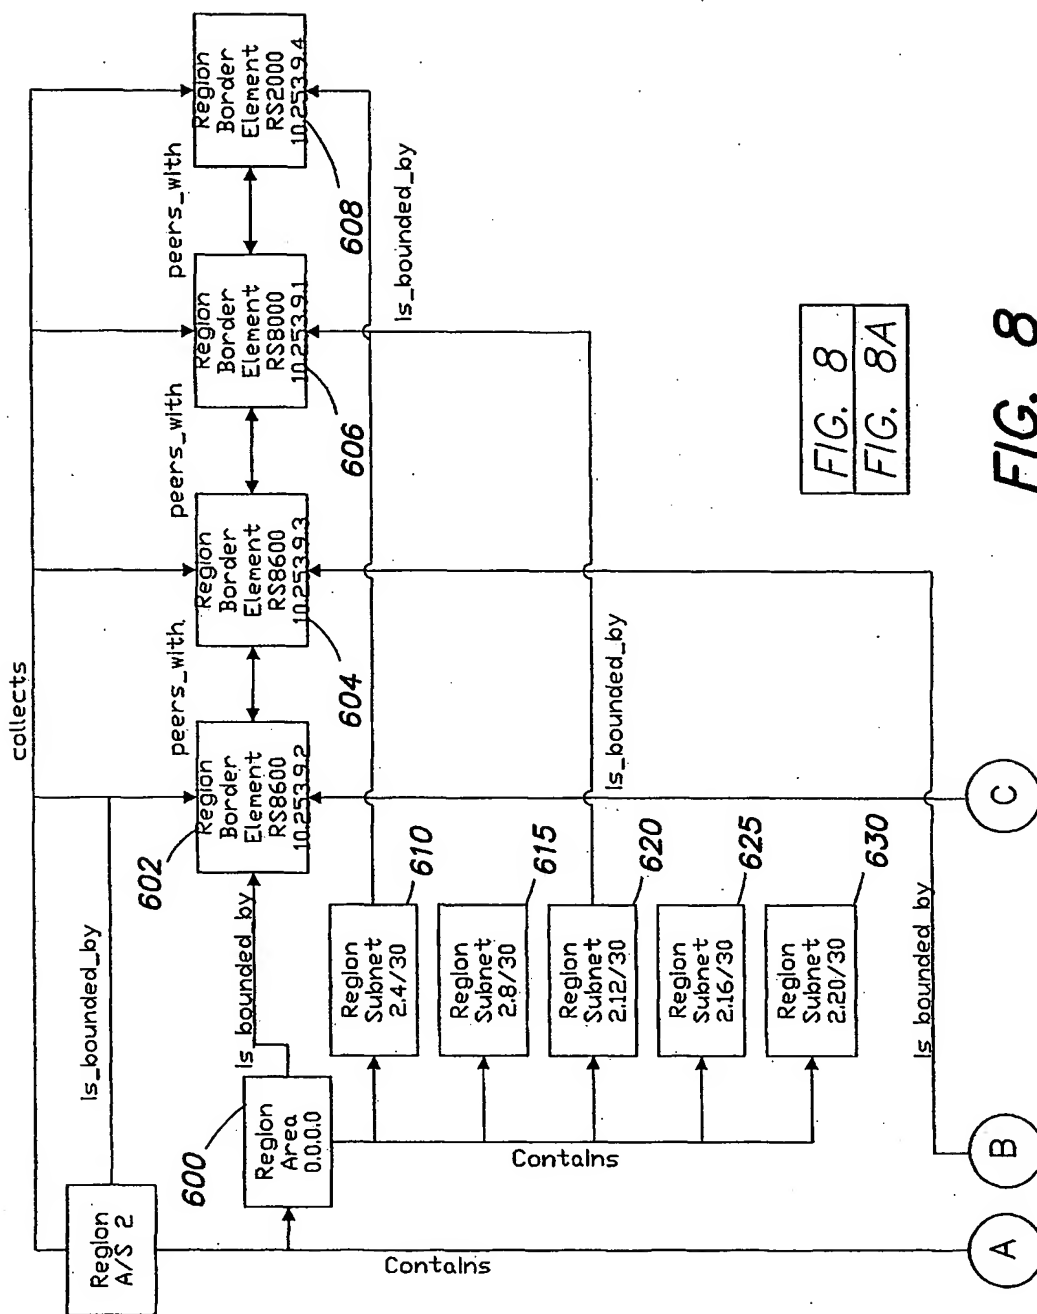 collects
Is_bounded_by
Region
A/S 2
602
Region
Border
Element
RS8600
10.253.9.2
peers_with
Region
Border
Element
RS8600
10.253.9.3
604
peers_with
Region
Border
Element
RS8000
10.253.9.1
606
peers_with
Region
Border
Element
RS2000
10.253.9.4
608
600
Region
Area
0.0.0.0
Is_bounded_by
Contains
Contains
Region
Subnet
2.4/30
610
Region
Subnet
2.8/30
615
Region
Subnet
2.12/30
620
Region
Subnet
2.16/30
625
Region
Subnet
2.20/30
630
Is_bounded_by
Is_bounded_by
Is_bounded by
A
B
C
FIG. 8
FIG. 8A
FIG. 8